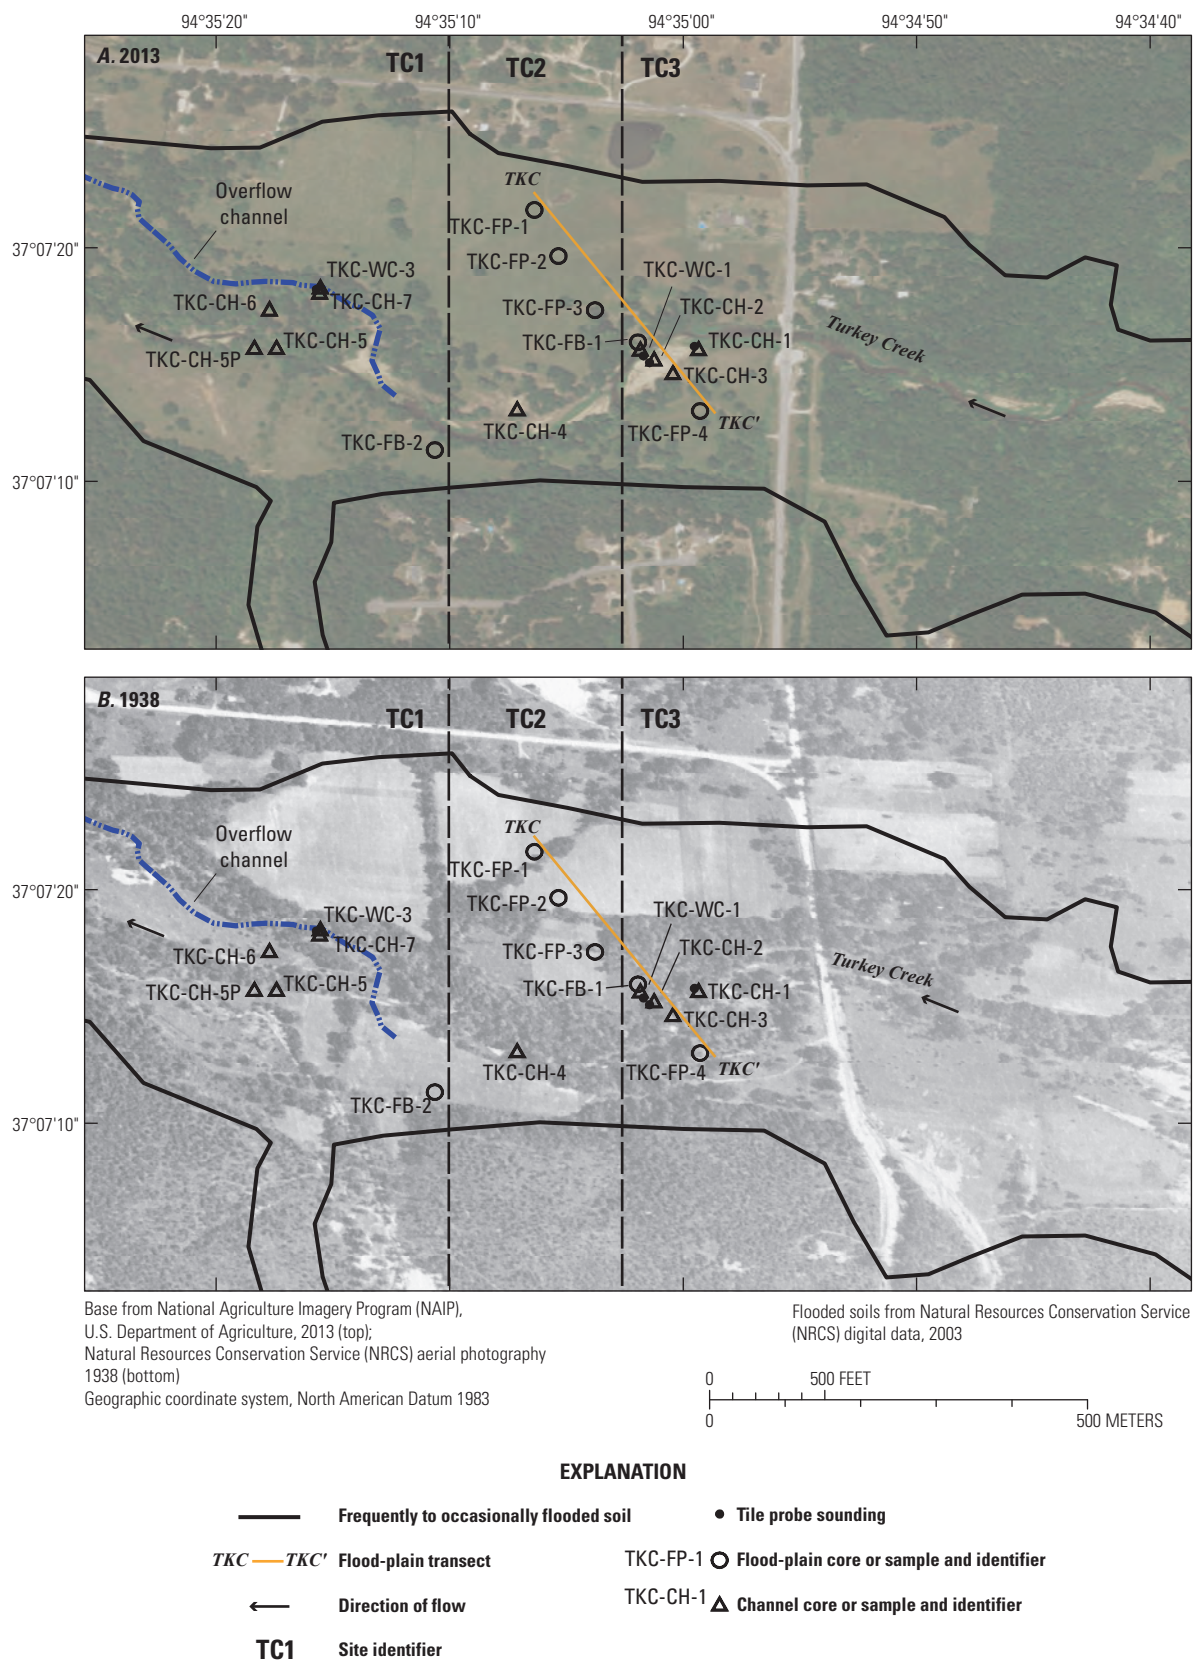 94°35'20"
94°35'10"
94°35'00"
94°34'50"
94°34'40"
A. 2013
TC1
TC2
TC3
TKC
Overflow
channel
TKC-FP-1
37°07'20"
TKC-FP-2
TKC-WC-3
TKC-WC-1
TKC-CH-6
TKC-CH-7
TKC-FP-3
TKC-CH-2
Turkey Creek
TKC-CH-5P
TKC-CH-5
TKC-FB-1
TKC-CH-1
TKC-CH-3
TKC-CH-4
TKC-FP-4
TKC'
TKC-FB-2
37°07'10"
B. 1938
TC1
TC2
TC3
TKC
Overflow
channel
TKC-FP-1
37°07'20"
TKC-FP-2
TKC-WC-3
TKC-WC-1
TKC-CH-6
TKC-CH-7
TKC-FP-3
TKC-CH-2
Turkey Creek
TKC-CH-5P
TKC-CH-5
TKC-FB-1
TKC-CH-1
TKC-CH-3
TKC-CH-4
TKC-FP-4
TKC'
TKC-FB-2
37°07'10"
Base from National Agriculture Imagery Program (NAIP),
U.S. Department of Agriculture, 2013 (top);
Natural Resources Conservation Service (NRCS) aerial photography
1938 (bottom)
Geographic coordinate system, North American Datum 1983
Flooded soils from Natural Resources Conservation Service
(NRCS) digital data, 2003
0 500 FEET
0 500 METERS
EXPLANATION
Frequently to occasionally flooded soil
TKC TKC' Flood-plain transect
Direction of flow
TC1 Site identifier
Tile probe sounding
TKC-FP-1 Flood-plain core or sample and identifier
TKC-CH-1 Channel core or sample and identifier